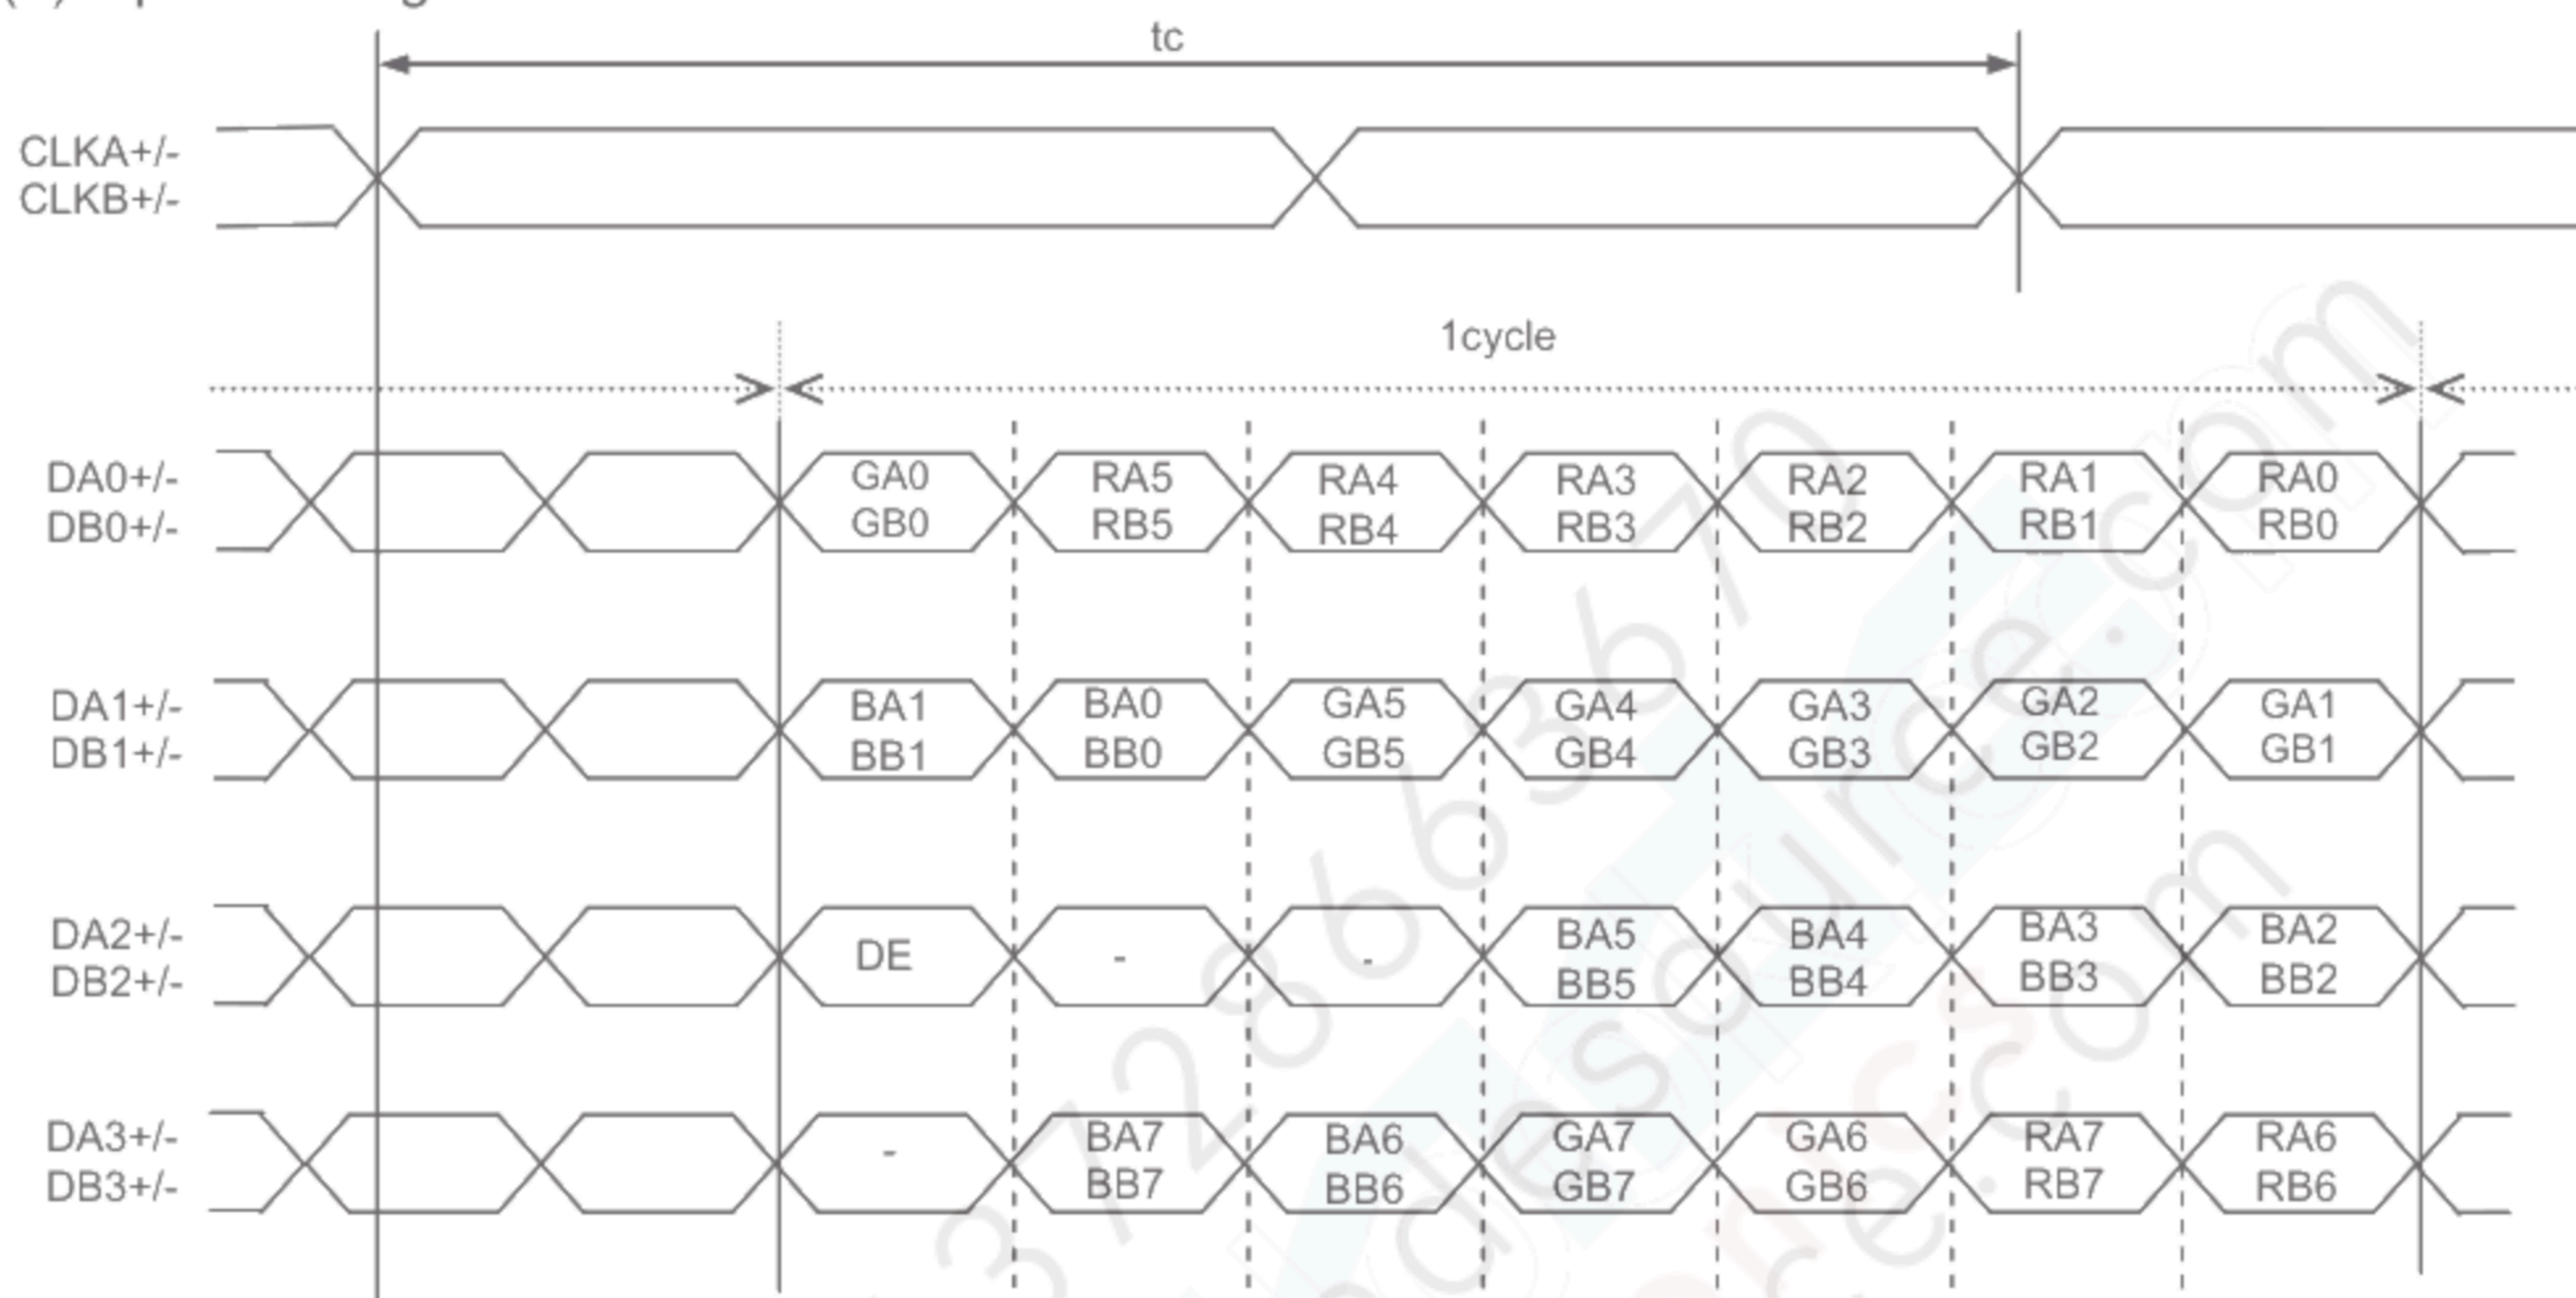 tc
CLKA+/-
CLKB+/-
1cycle
DA0+/-
DB0+/-
GA0 RA5 RA4 RA3 RA2 RA1 RA0
GB0 RB5 RB4 RB3 RB2 RB1 RB0
DA1+/-
DB1+/-
BA1 BA0 GA5 GA4 GA3 GA2 GA1
BB1 BB0 GB5 GB4 GB3 GB2 GB1
DA2+/-
DB2+/-
DE - - BA5 BA4 BA3 BA2
BB5 BB4 BB3 BB2
DA3+/-
DB3+/-
- BA7 BA6 GA7 GA6 RA7 RA6
BB7 BB6 GB7 GB6 RB7 RB6